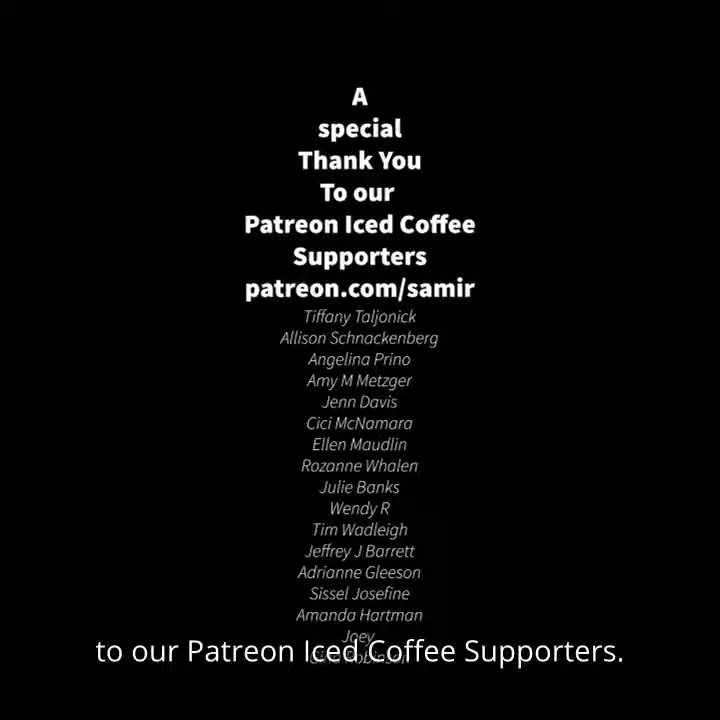 A
special
Thank You
To our
Patreon Iced Coffee
Supporters
patreon.com/samir
Tiffany Taljonick
Allison Schnackenberg
Angelina Prino
Amy M Metzger
Jenn Davis
Cici McNamara
Ellen Maudlin
Rozanne Whalen
Julie Banks
Wendy R
Tim Wadleigh
Jeffrey J Barrett
Adrianne Gleeson
Sissel Josefine
Amanda Hartman
Joey
to our Patreon Iced Coffee Supporters.